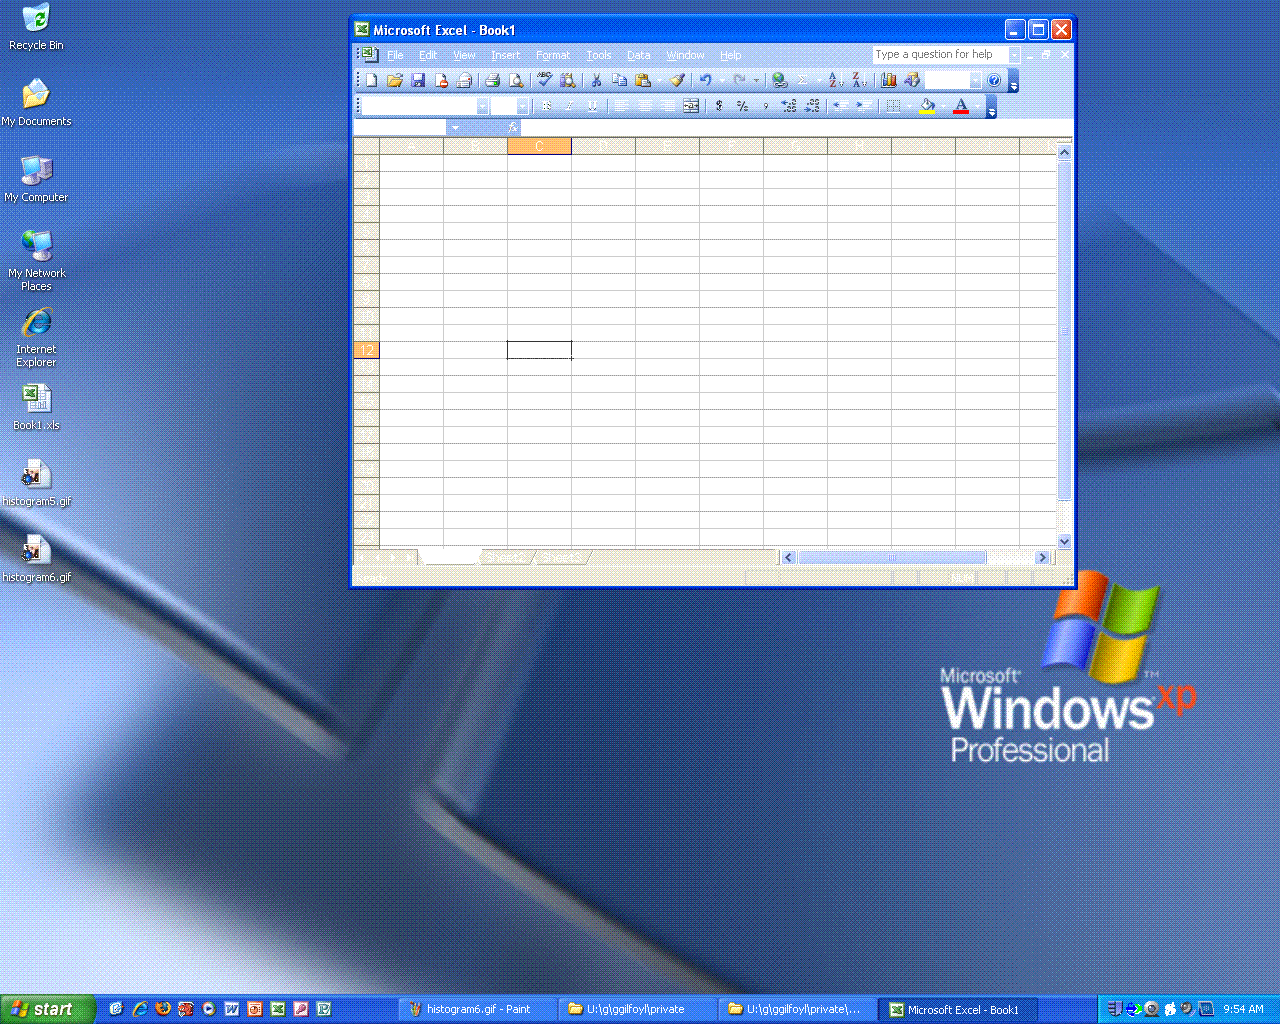 Recycle Bin
My Documents
My Computer
My Network
Places
Internet
Explorer
Book1.xls
histogram5.gif
histogram6.gif
Microsoft Excel - Book1
File Edit View Insert Format Tools Data Window Help
Type a question for help
A B C D E F G H I J
12
Sheet2 Sheet3
Ready
NUM
Microsoft
Windows xp
Professional
start
histogram6.gif - Paint
U:\g\ggilfoyl\private
U:\g\ggilfoyl\private\...
Microsoft Excel - Book1
9:54 AM